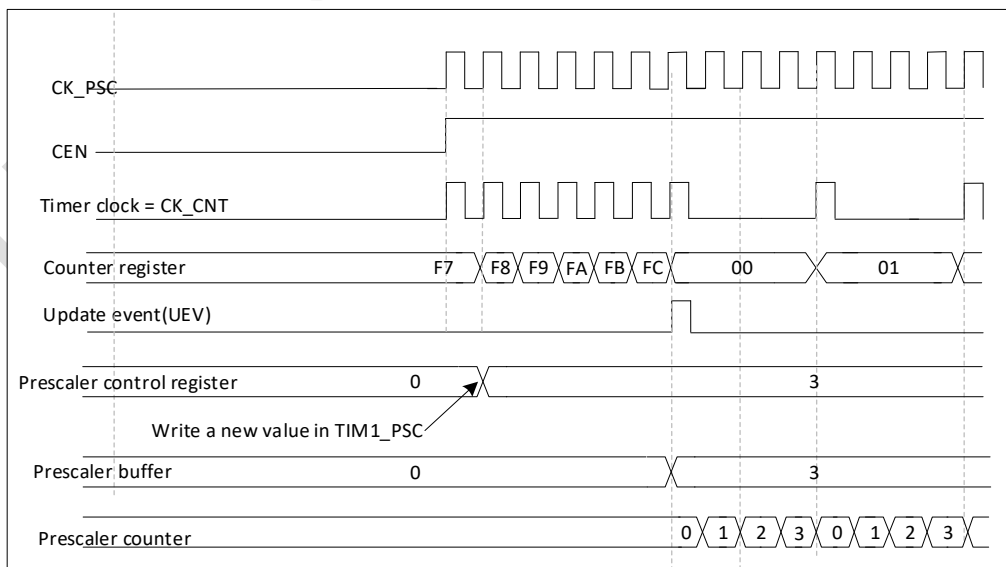 CK_PSC
CEN
Timer clock = CK_CNT
Counter register F7 F8 F9 FA FB FC 00 01
Update event(UEV)
Prescaler control register 0 3
Write a new value in TIM1_PSC
Prescaler buffer 0 3
Prescaler counter 0 1 2 3 0 1 2 3